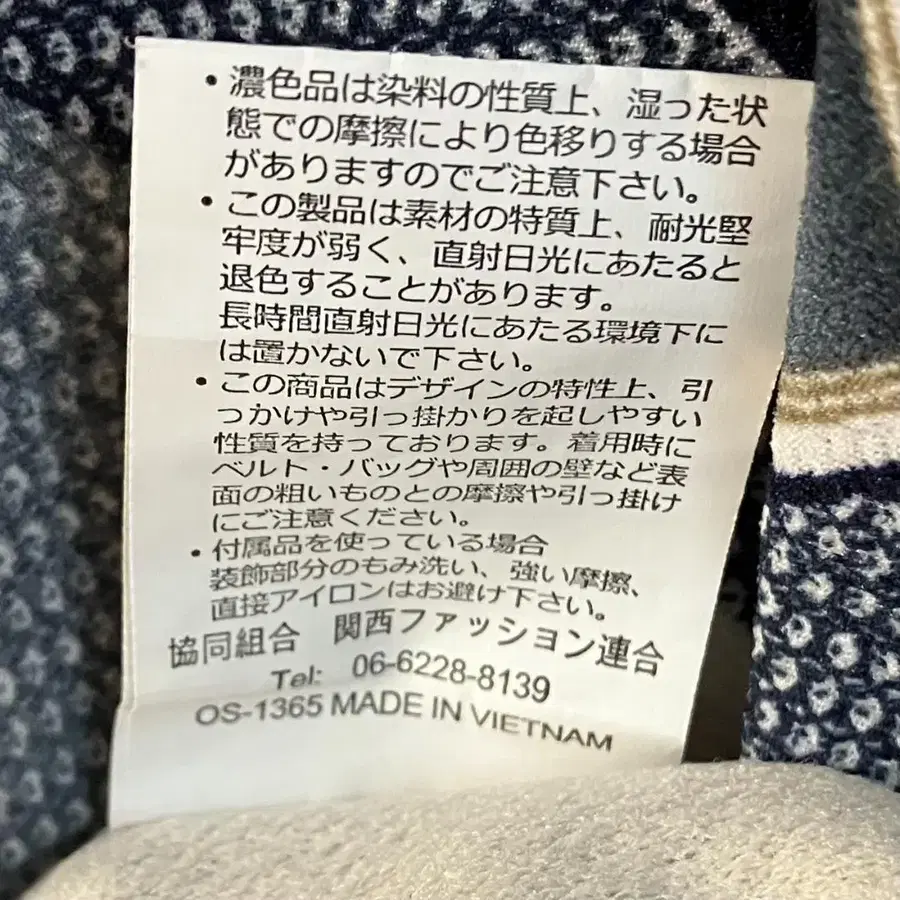 ・濃色品は染料の性質上、湿った状
態での摩擦により色移りする場合
がありますのでご注意下さい。
・この製品は素材の特質上、耐光堅
牢度が弱く、直射日光にあたると
退色することがあります。
長時間直射日光にあたる環境下に
は置かないで下さい。
・この商品はデザインの特性上、引
っかけや引っ掛かりを起しやすい
性質を持っております。着用時に
ベルト・バッグや周囲の壁など表
面の粗いものとの摩擦や引っ掛け
にご注意ください。
・付属品を使っている場合
装飾部分のもみ洗い、強い摩擦、
直接アイロンはお避け下さい。
協同組合 関西ファッション連合
Tel: 06-6228-8139
OS-1365 MADE IN VIETNAM